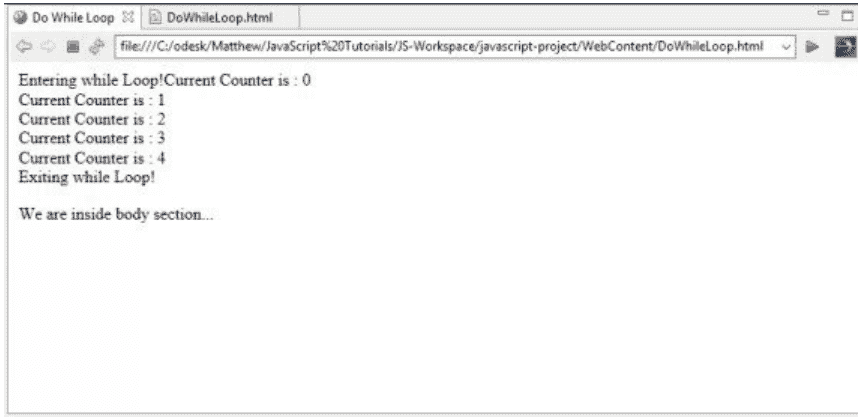 Do While Loop DoWhileLoop.html
file:///C:/odesk/Matthew/JavaScript%20Tutorials/JS-Workspace/javascript-project/WebContent/DoWhileLoop.html
Entering while Loop!Current Counter is : 0
Current Counter is : 1
Current Counter is : 2
Current Counter is : 3
Current Counter is : 4
Exiting while Loop!
We are inside body section...